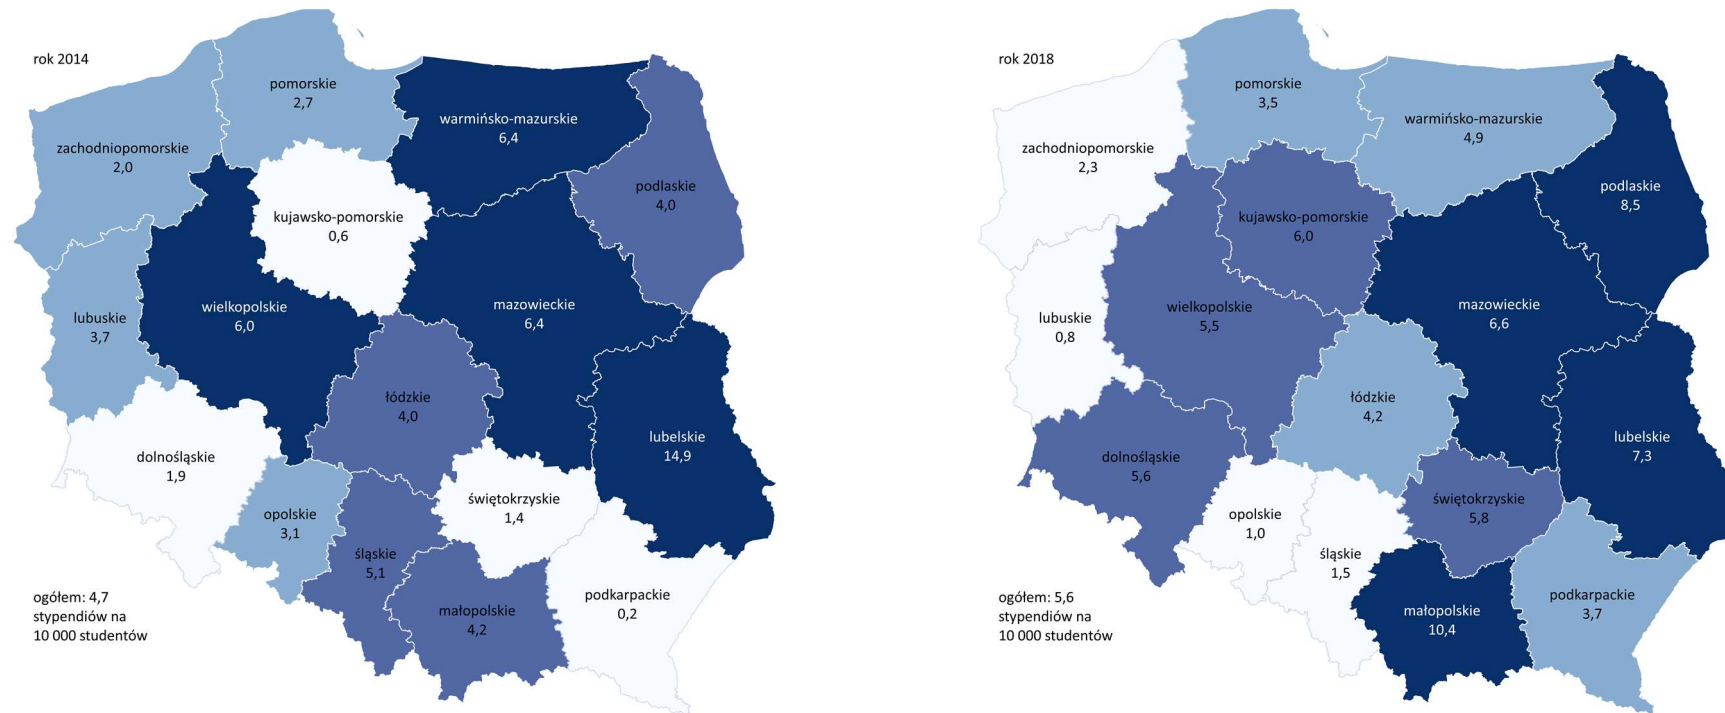 rok 2014
pomorskie
2,7
warmińsko-mazurskie
6,4
zachodniopomorskie
2,0
podlaskie
4,0
kujawsko-pomorskie
0,6
wielkopolskie
6,0
mazowieckie
6,4
lubuskie
3,7
łódzkie
4,0
lubelskie
14,9
dolnośląskie
1,9
świętokrzyskie
1,4
opolskie
3,1
śląskie
5,1
małopolskie
4,2
podkarpackie
0,2
ogółem: 4,7
stypendiów na
10 000 studentów
rok 2018
pomorskie
3,5
warmińsko-mazurskie
4,9
zachodniopomorskie
2,3
podlaskie
8,5
kujawsko-pomorskie
6,0
wielkopolskie
5,5
mazowieckie
6,6
lubuskie
0,8
łódzkie
4,2
lubelskie
7,3
dolnośląskie
5,6
świętokrzyskie
5,8
opolskie
1,0
śląskie
1,5
małopolskie
10,4
podkarpackie
3,7
ogółem: 5,6
stypendiów na
10 000 studentów